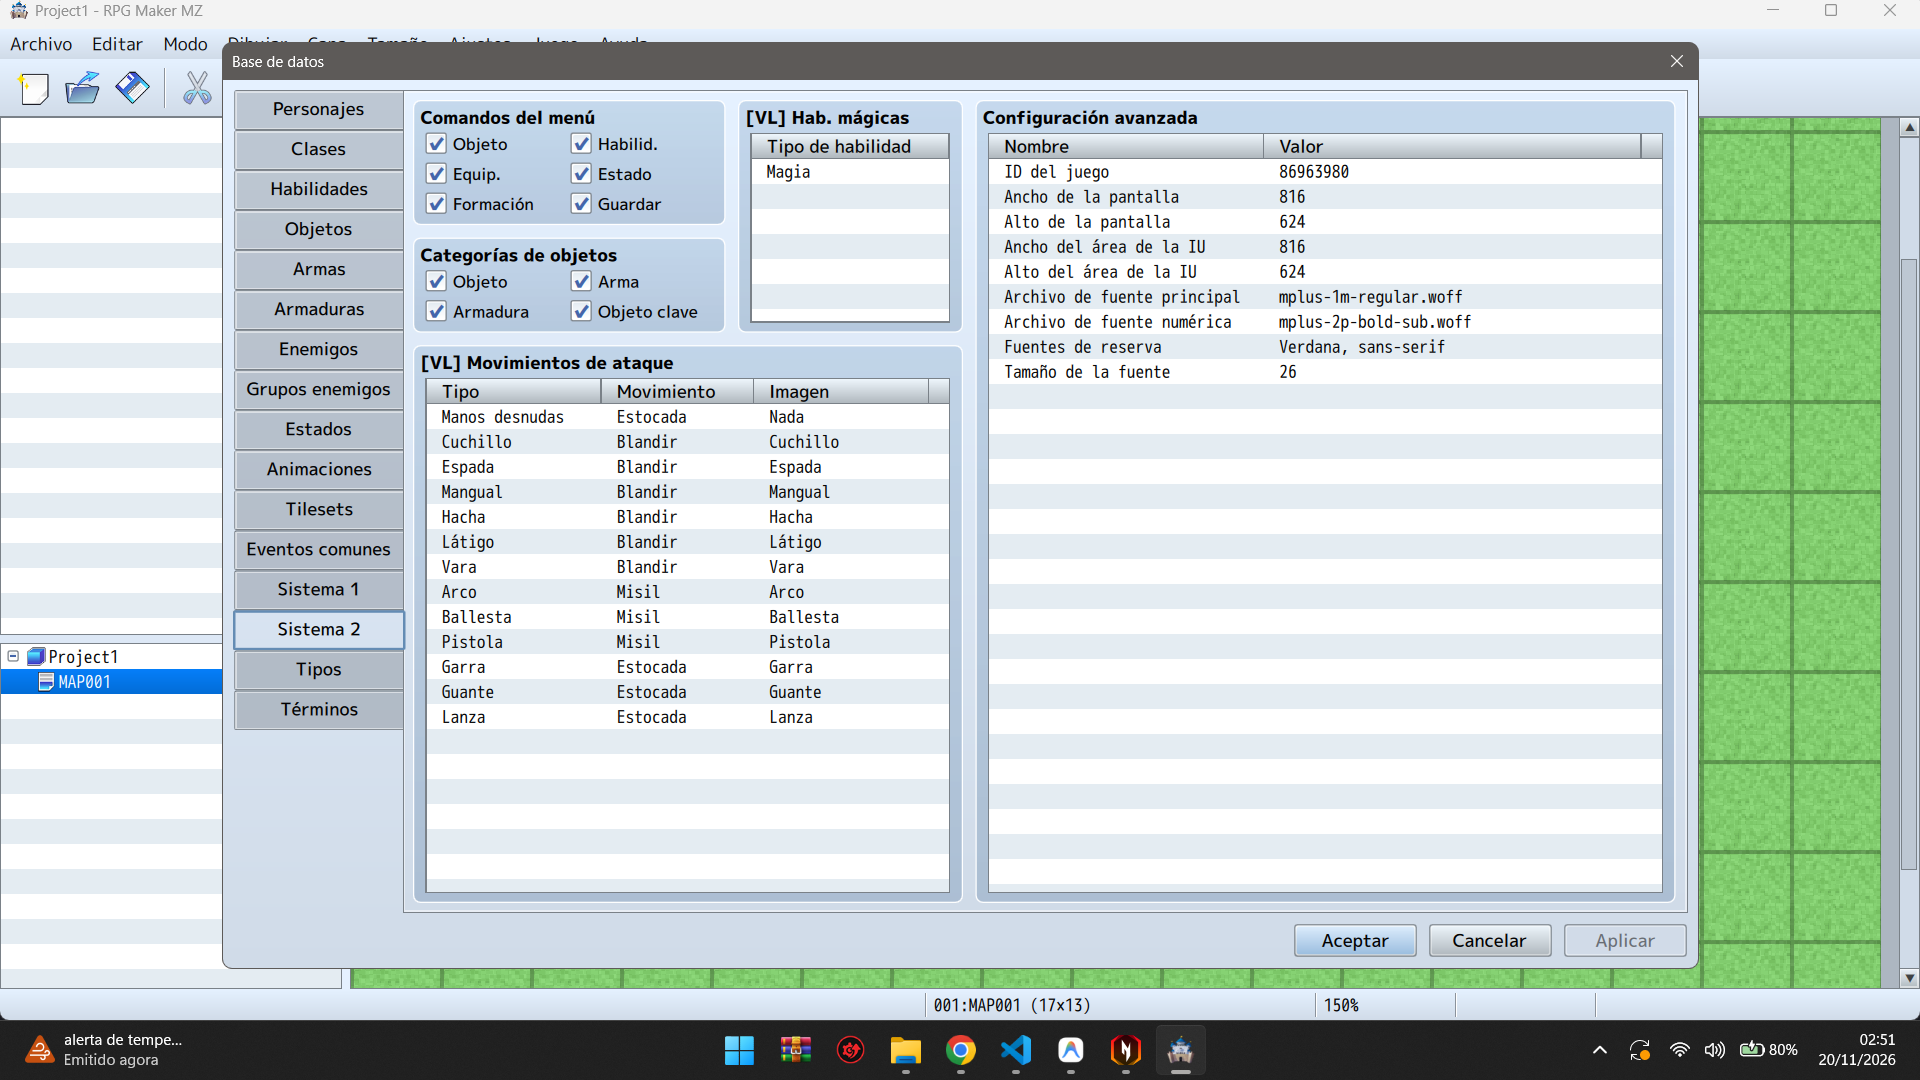 Project1 - RPG Maker MZ
Archivo Editar Modo
Base de datos
Personajes
Clases
Habilidades
Objetos
Armas
Armaduras
Enemigos
Grupos enemigos
Estados
Animaciones
Tilesets
Eventos comunes
Sistema 1
Sistema 2
Tipos
Términos
Comandos del menú
Objeto Habilid.
Equip. Estado
Formación Guardar
Categorías de objetos
Objeto Arma
Armadura Objeto clave
[VL] Hab. mágicas
Tipo de habilidad
Magia
[VL] Movimientos de ataque
Tipo Movimiento Imagen
Manos desnudas Estocada Nada
Cuchillo Blandir Cuchillo
Espada Blandir Espada
Mangual Blandir Mangual
Hacha Blandir Hacha
Látigo Blandir Látigo
Vara Blandir Vara
Arco Misil Arco
Ballesta Misil Ballesta
Pistola Misil Pistola
Garra Estocada Garra
Guante Estocada Guante
Lanza Estocada Lanza
Configuración avanzada
Nombre Valor
ID del juego 86963980
Ancho de la pantalla 816
Alto de la pantalla 624
Ancho del área de la IU 816
Alto del área de la IU 624
Archivo de fuente principal mplus-1m-regular.woff
Archivo de fuente numérica mplus-2p-bold-sub.woff
Fuentes de reserva Verdana, sans-serif
Tamaño de la fuente 26
Aceptar Cancelar Aplicar
Project1
MAP001
001:MAP001 (17×13) 150%
alerta de tempe...
Emitido agora
80%
02:51
20/11/2026